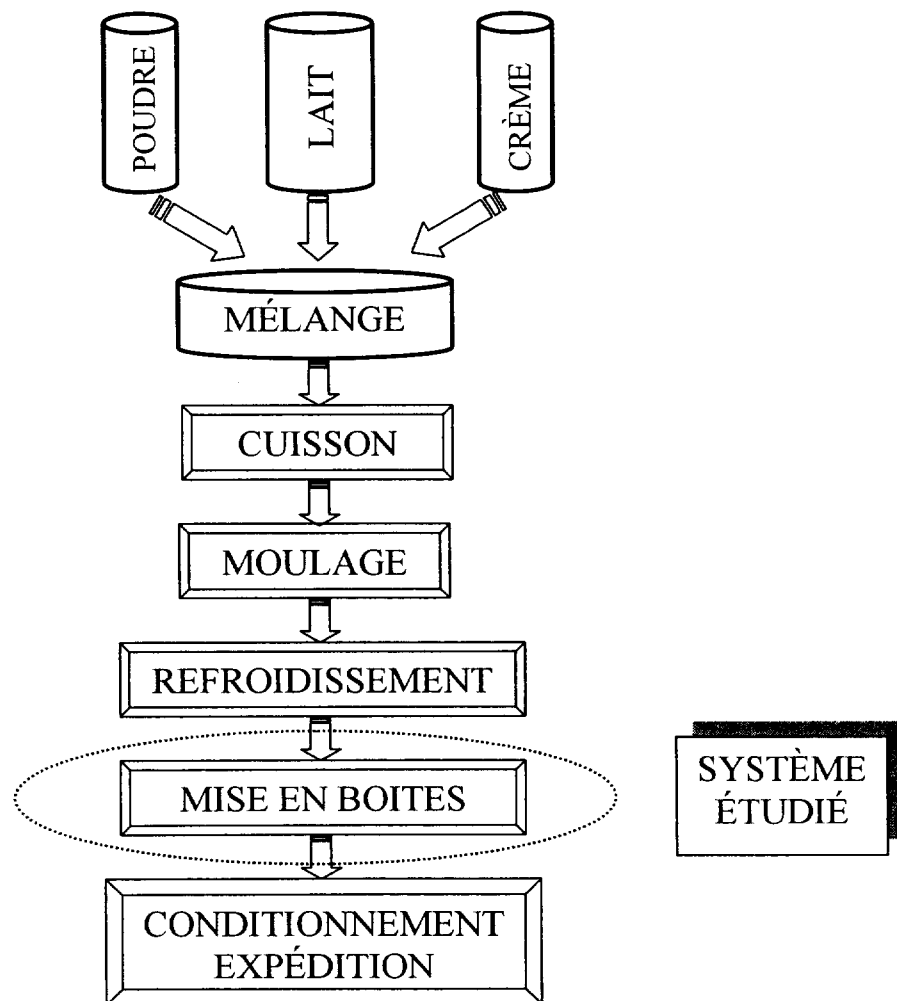 POUDRE
LAIT
CRÈME
MÉLANGE
CUISSON
MOULAGE
REFROIDISSEMENT
MISE EN BOITES
SYSTÈME
ÉTUDIÉ
CONDITIONNEMENT
EXPÉDITION